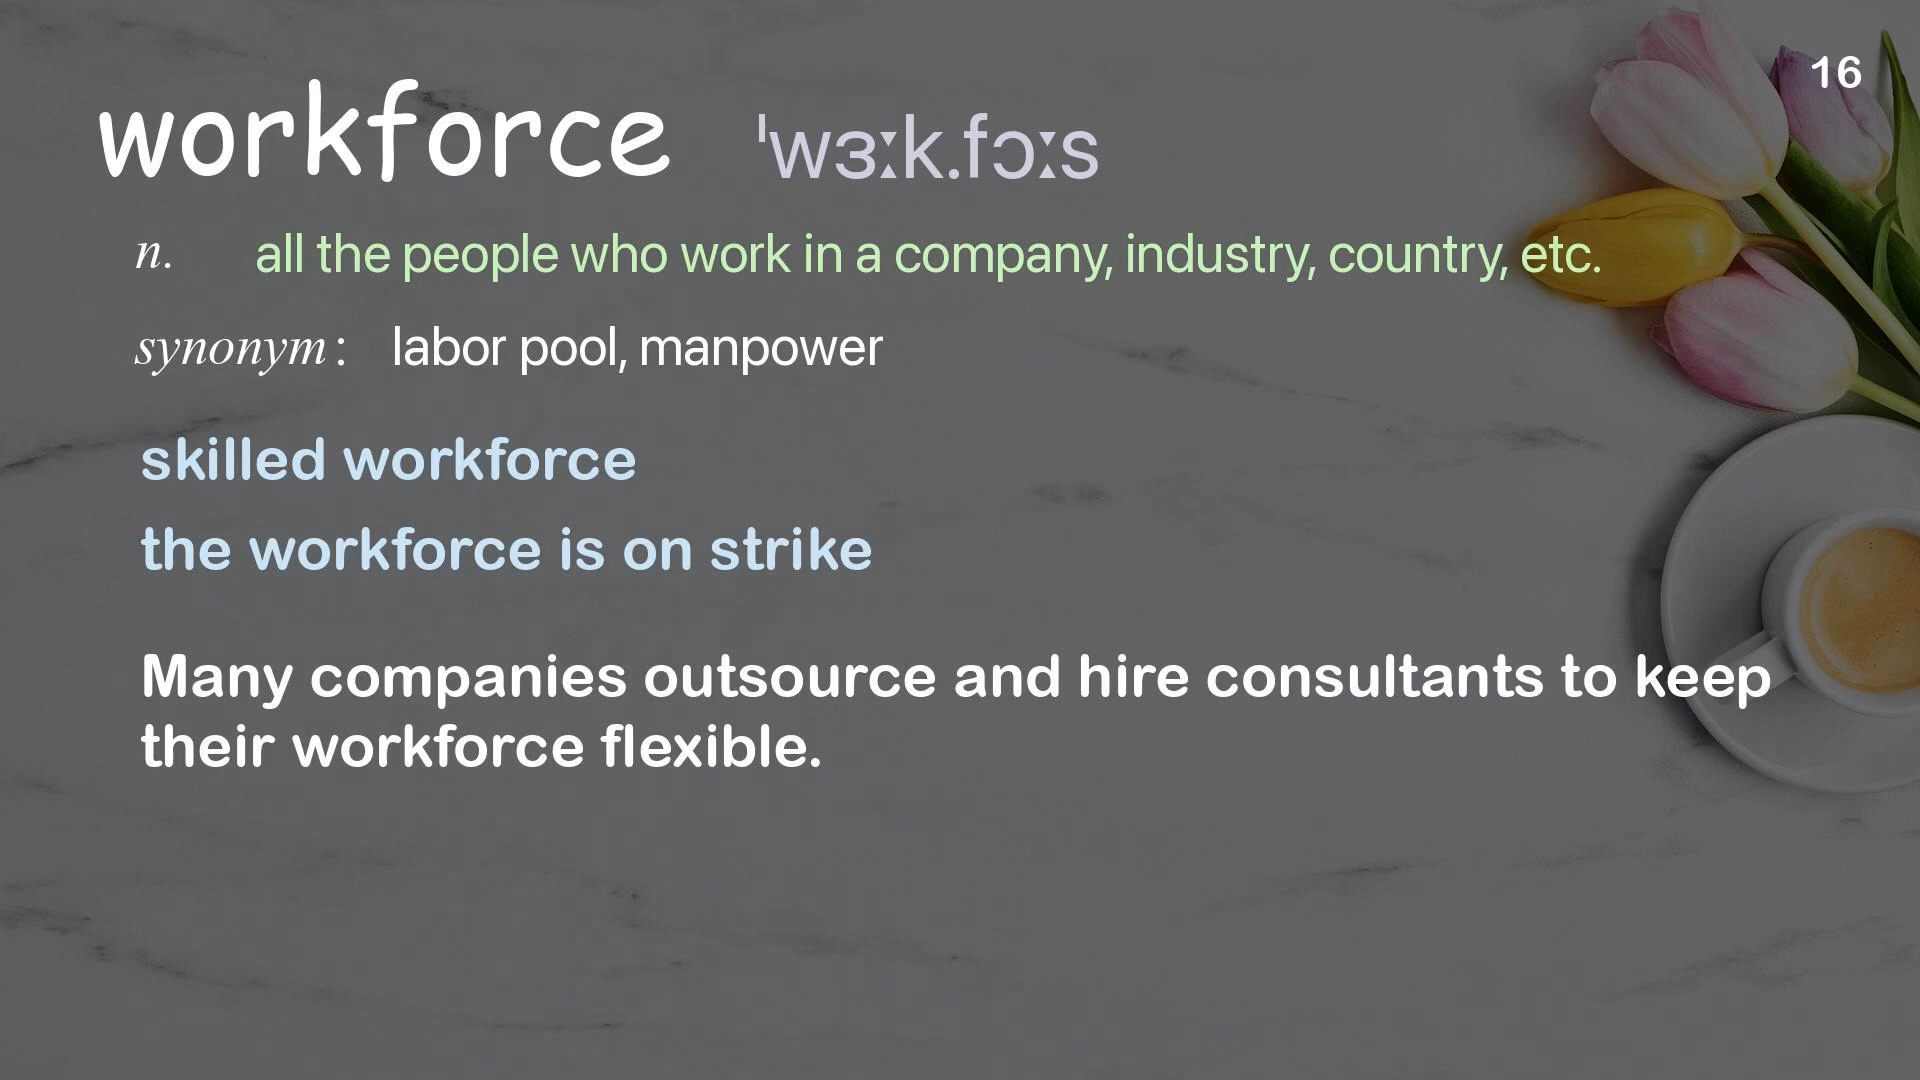 16
workforce ˈwɜːk.fɔːs
n. all the people who work in a company, industry, country, etc.
synonym: labor pool, manpower
skilled workforce
the workforce is on strike
Many companies outsource and hire consultants to keep
their workforce flexible.